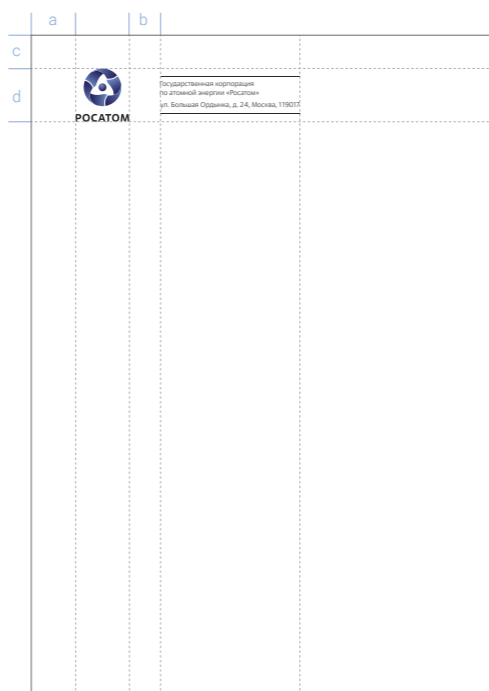 a
b
c
d
РОСАТОМ
Государственная корпорация
по атомной энергии «Росатом»
ул. Большая Ордынка, д. 24, Москва, 119017